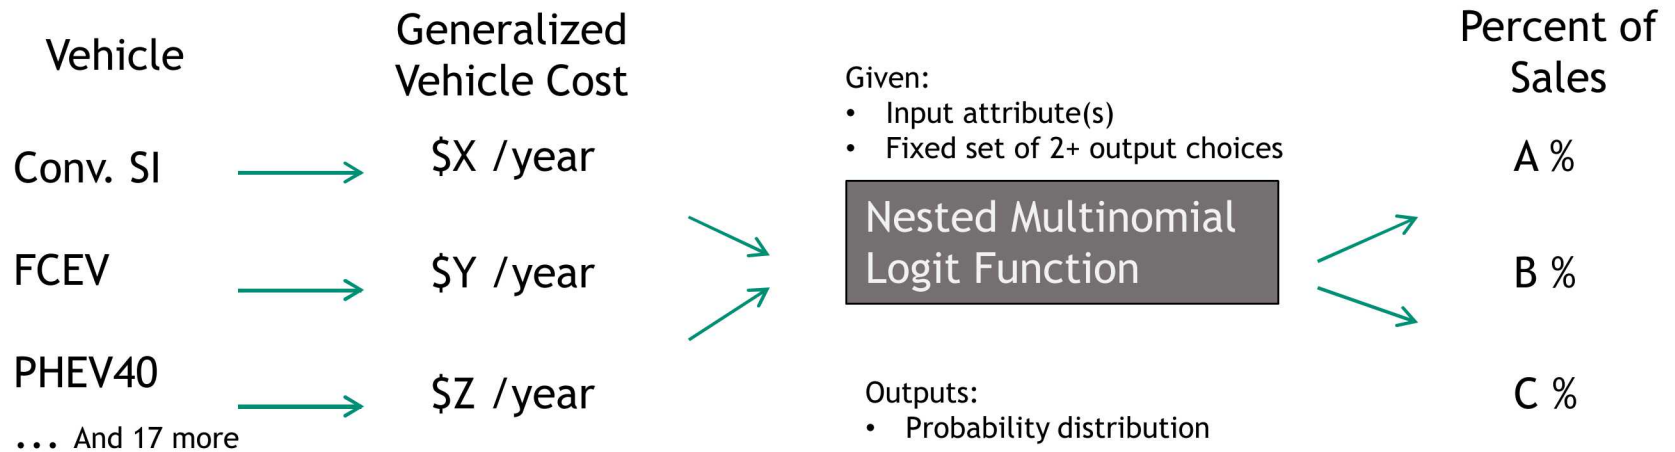 Vehicle
Generalized
Vehicle Cost
Percent of
Sales
Given:
• Input attribute(s)
• Fixed set of 2+ output choices
Conv. SI
$X /year
A %
Nested Multinomial
Logit Function
FCEV
$Y /year
B %
PHEV40
$Z /year
C %
... And 17 more
Outputs:
• Probability distribution